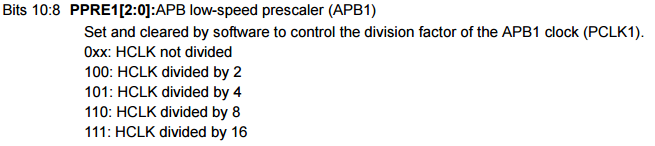 Bits 10:8 PPRE1[2:0]:APB low-speed prescaler (APB1)
Set and cleared by software to control the division factor of the APB1 clock (PCLK1).
0xx: HCLK not divided
100: HCLK divided by 2
101: HCLK divided by 4
110: HCLK divided by 8
111: HCLK divided by 16